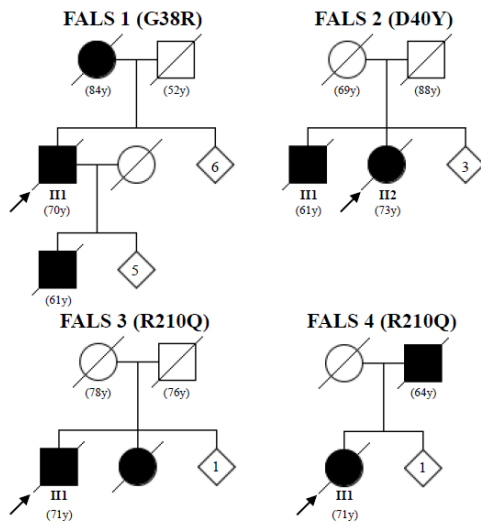 FALS 1 (G38R)
(84y)
(52y)
6
II1
(70y)
5
(61y)
FALS 2 (D40Y)
(69y)
(88y)
3
II1
(61y)
II2
(73y)
FALS 3 (R210Q)
(78y)
(76y)
1
II1
(71y)
FALS 4 (R210Q)
(64y)
1
II1
(71y)